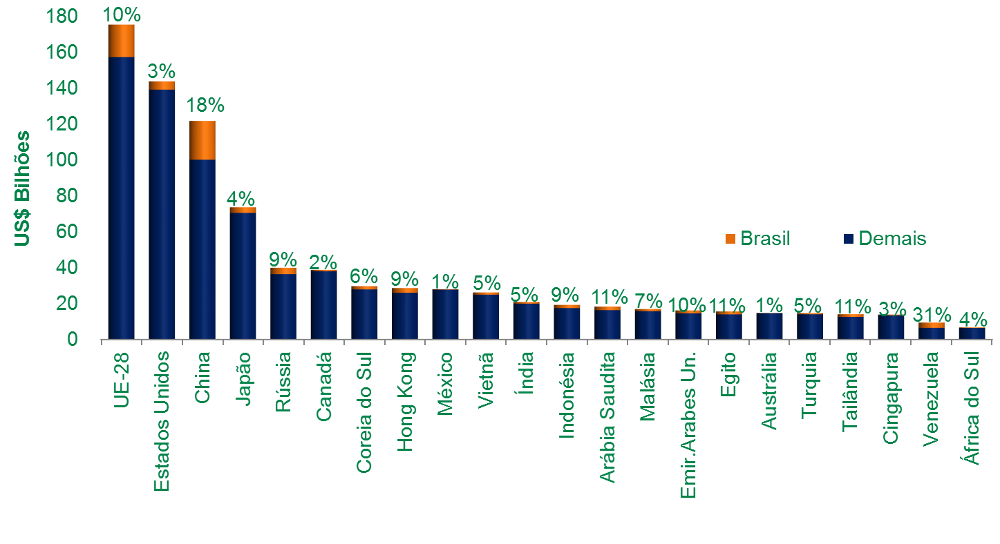 US$ Bilhões
180
160
140
120
100
80
60
40
20
0
10%
3%
18%
4%
9%
2%
6%
9%
1%
5%
5%
9%
11%
7%
10%
11%
1%
5%
11%
3%
31%
4%
Brasil
Demais
UE-28
Estados Unidos
China
Japão
Rússia
Canadá
Coreia do Sul
Hong Kong
México
Vietnã
Índia
Indonésia
Arábia Saudita
Malásia
Emir.Arabes Un.
Egito
Austrália
Turquia
Tailândia
Cingapura
Venezuela
África do Sul